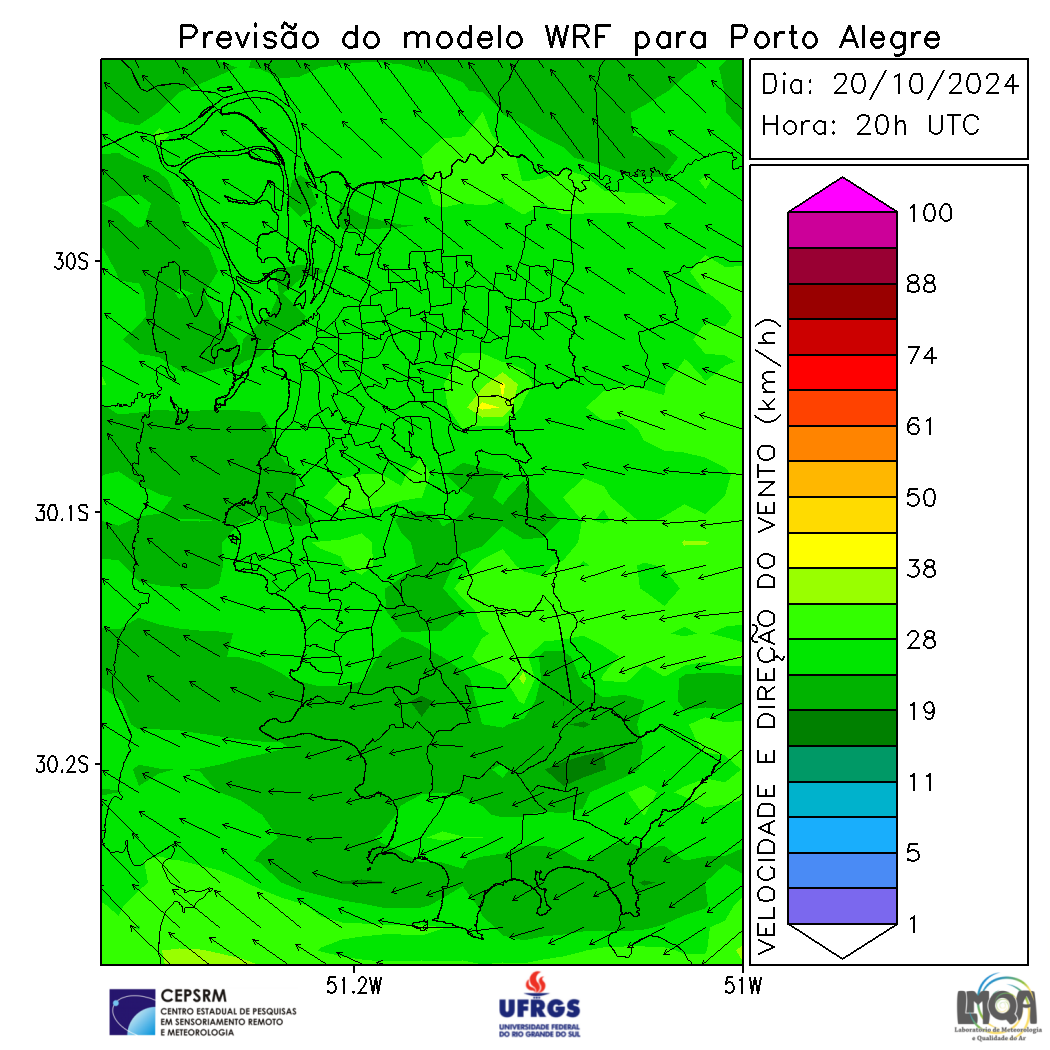 Previsão do modelo WRF para Porto Alegre
Dia: 20/10/2024
Hora: 20h UTC
30S
30.1S
30.2S
51.2W
51W
VELOCIDADE E DIREÇÃO DO VENTO (km/h)
100
88
74
61
50
38
28
19
11
5
1
CEPSRM
CENTRO ESTADUAL DE PESQUISAS
EM SENSORIAMENTO REMOTO
E METEOROLOGIA
UFRGS
UNIVERSIDADE FEDERAL
DO RIO GRANDE DO SUL
LMQA
Laboratório de Meteorologia
e Qualidade do Ar